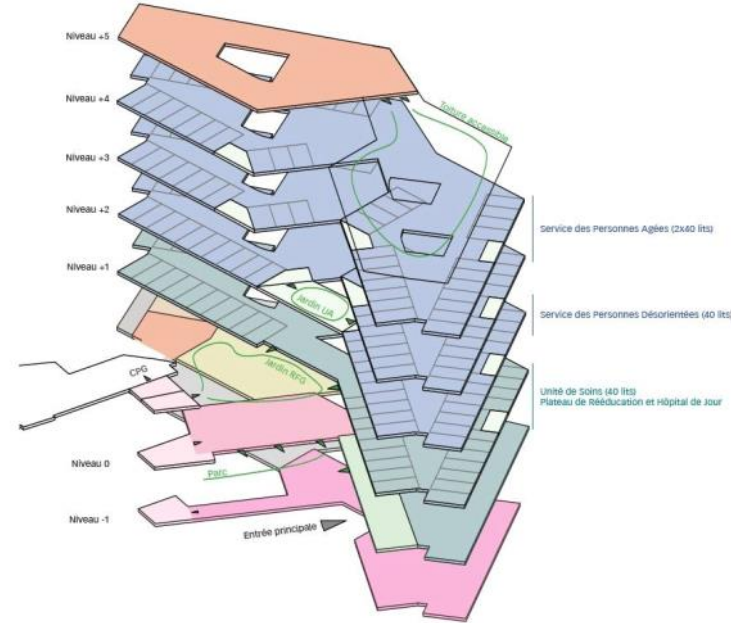 Niveau +5
Niveau +4
Toiture accessible
Niveau +3
Niveau +2
Service des Personnes Agées (2x40 lits)
Niveau +1
Jardin UA
Service des Personnes Désorientées (40 lits)
CPG
Jardin RFG
Unité de Soins (40 lits)
Plateau de Rééducation et Hôpital de Jour
Niveau 0
Parc
Niveau -1
Entrée principale